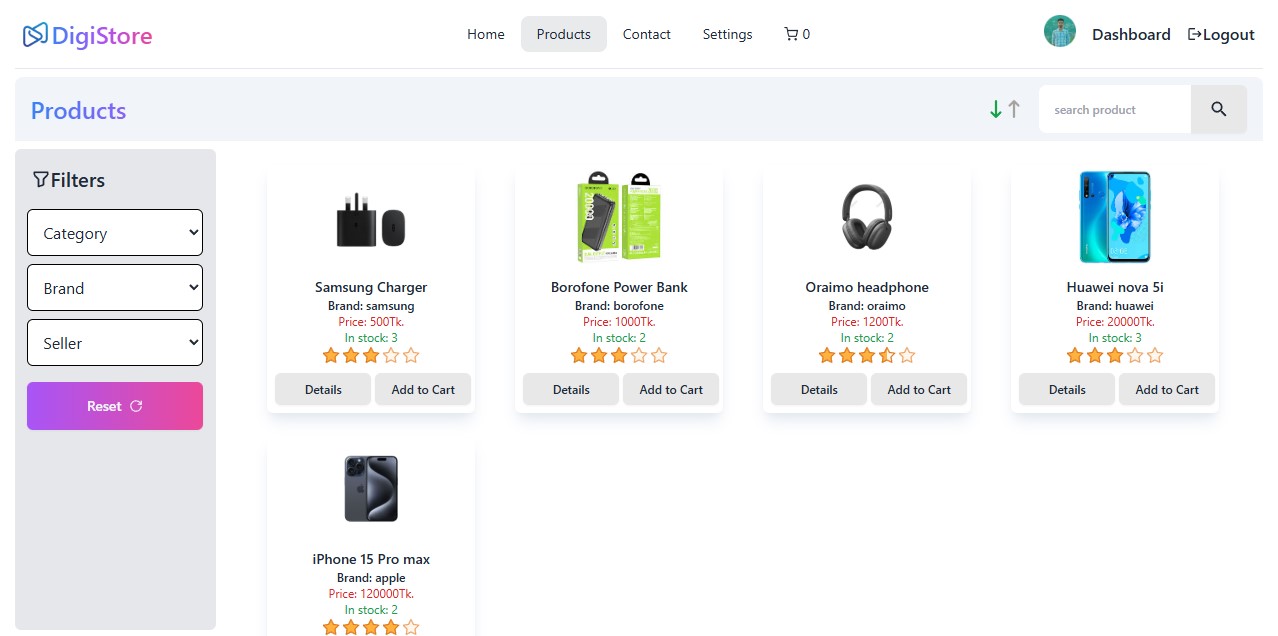 DigiStore
Home
Products
Contact
Settings
0
Dashboard
Logout
Products
search product
Filters
Category
Brand
Seller
Reset
20000
Samsung Charger
Brand: samsung
Price: 500Tk.
In stock: 3
Details
Add to Cart
Borofone Power Bank
Brand: borofone
Price: 1000Tk.
In stock: 2
Details
Add to Cart
Oraimo headphone
Brand: oraimo
Price: 1200Tk.
In stock: 2
Details
Add to Cart
Huawei nova 5i
Brand: huawei
Price: 20000Tk.
In stock: 3
Details
Add to Cart
iPhone 15 Pro max
Brand: apple
Price: 120000Tk.
In stock: 2